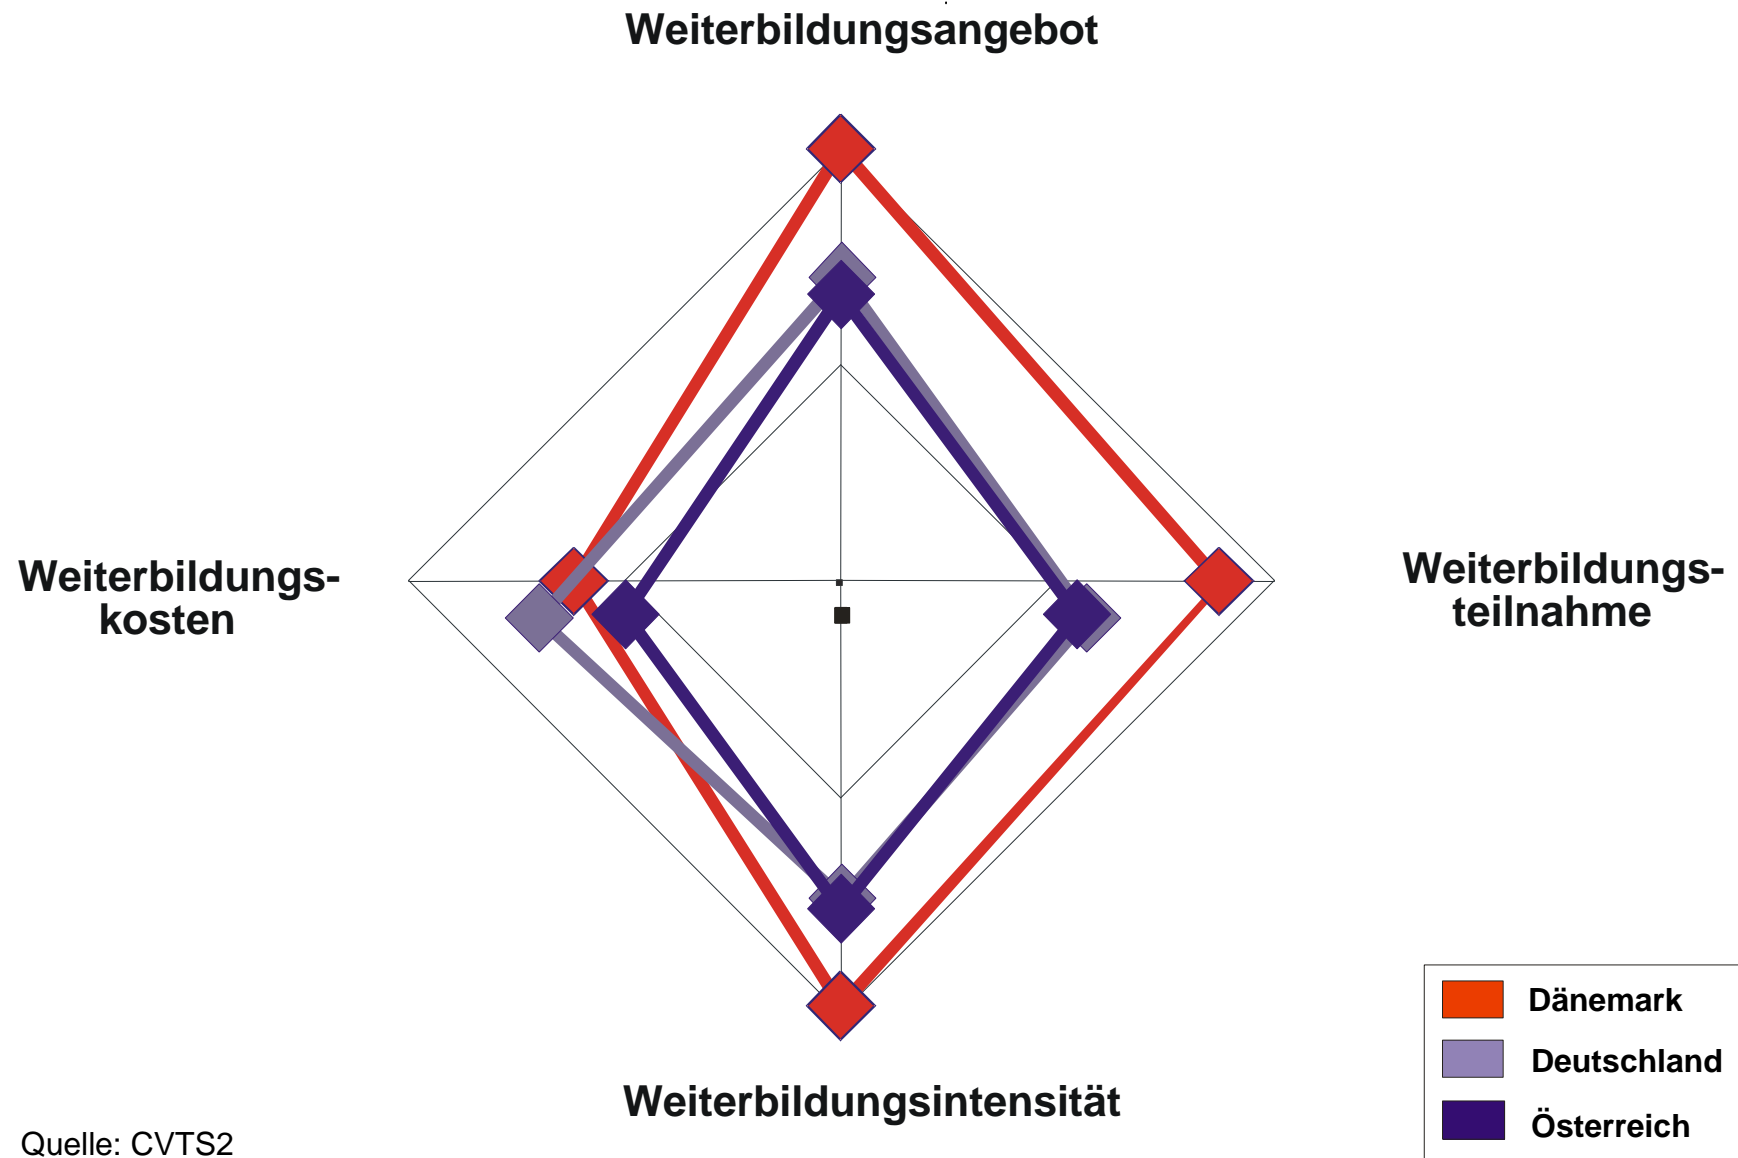 Weiterbildungsangebot
Weiterbildungs-
kosten
Weiterbildungs-
teilnahme
Weiterbildungsintensität
Dänemark
Deutschland
Österreich
Quelle: CVTS2